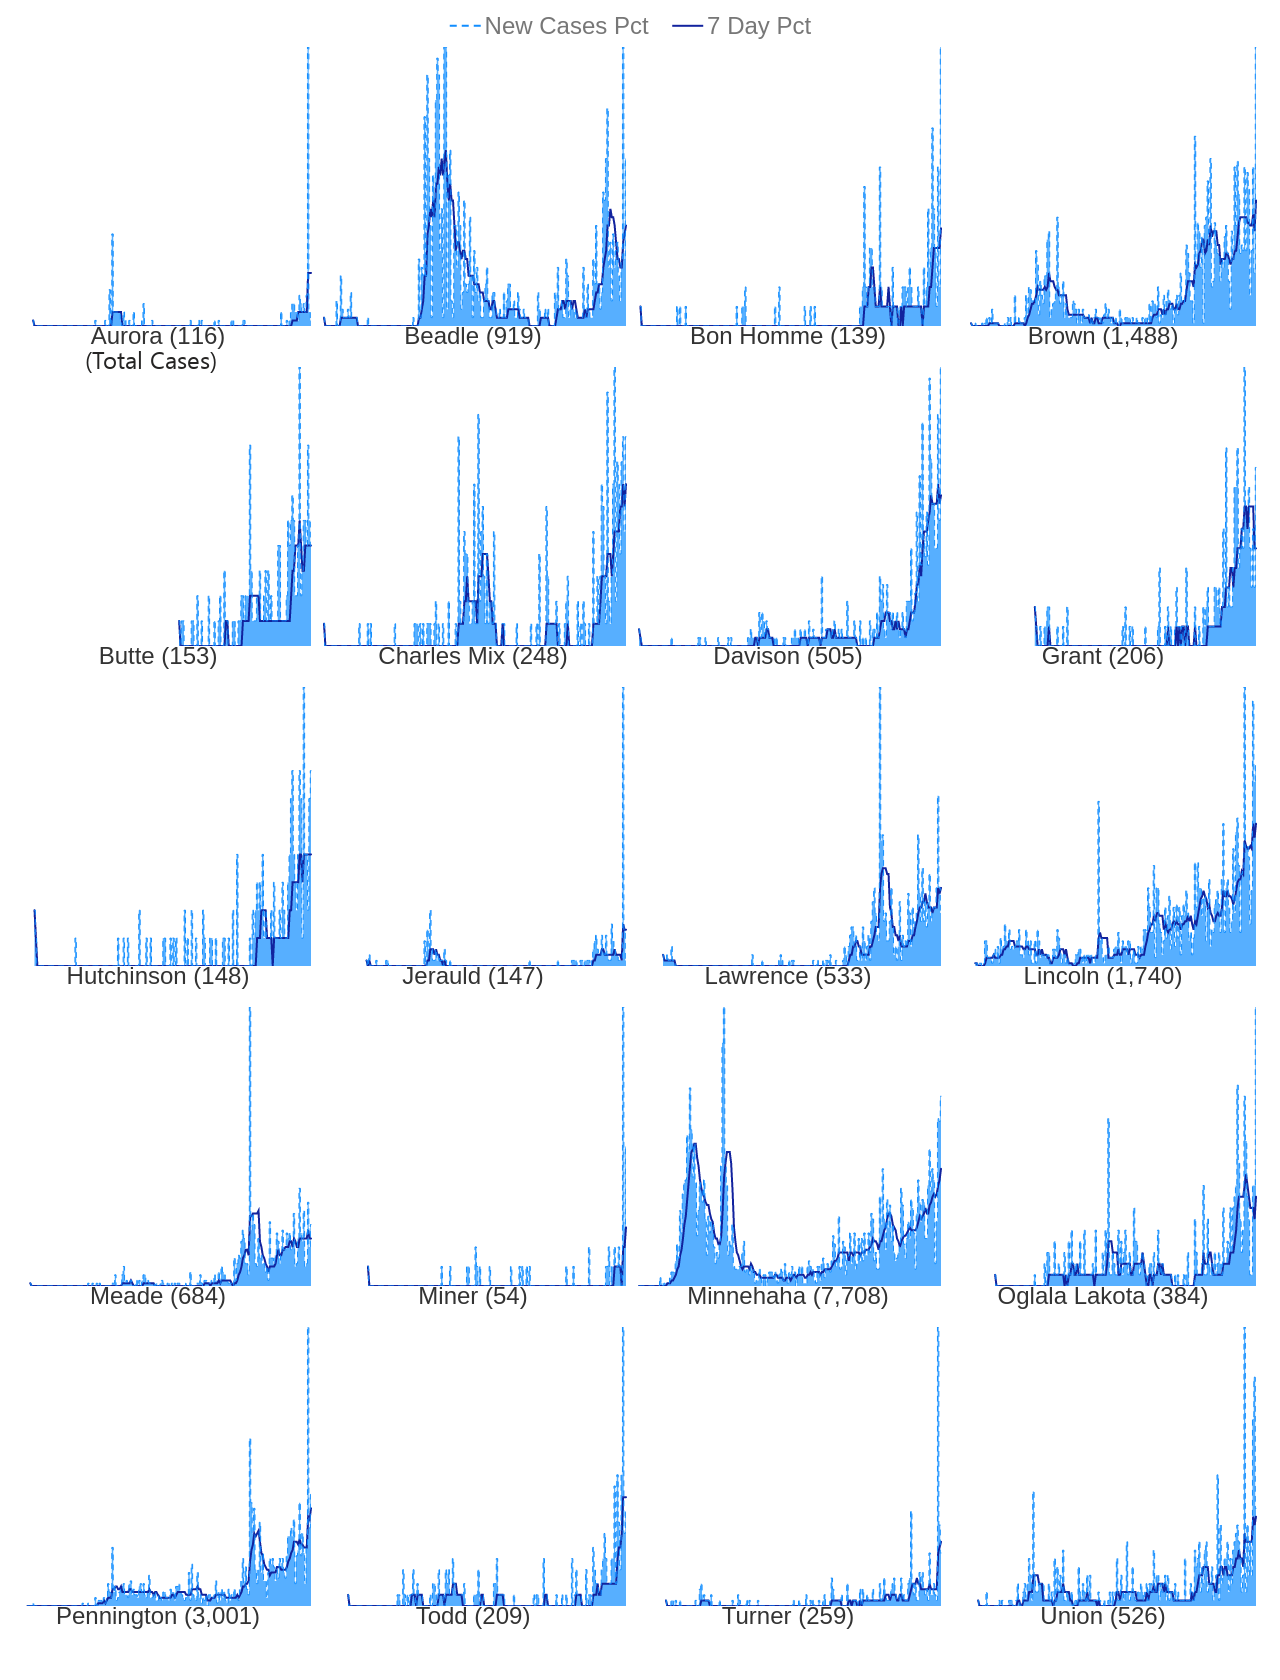 New Cases Pct 7 Day Pct
Aurora (116) Beadle (919) Bon Homme (139) Brown (1,488)
(Total Cases)
Butte (153) Charles Mix (248) Davison (505) Grant (206)
Hutchinson (148) Jerauld (147) Lawrence (533) Lincoln (1,740)
Meade (684) Miner (54) Minnehaha (7,708) Oglala Lakota (384)
Pennington (3,001) Todd (209) Turner (259) Union (526)